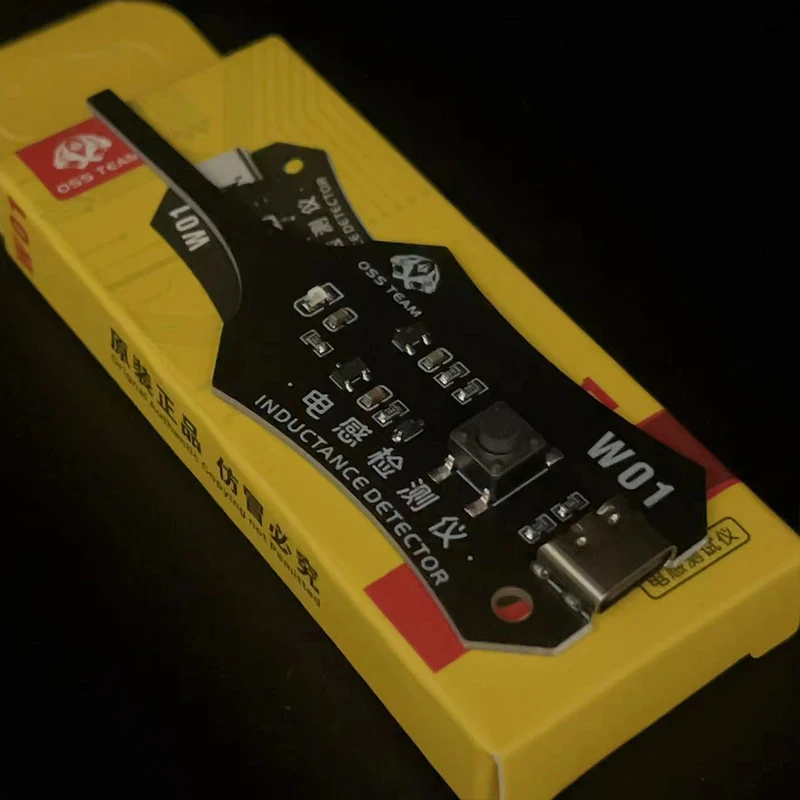 OSS TEAM
W01
W01
OSS TEAM
电感检测仪
INDUCTANCE DETECTOR
W01
原装正品 仿冒必究
Original Authentic Copying not Permitted
电感测试仪